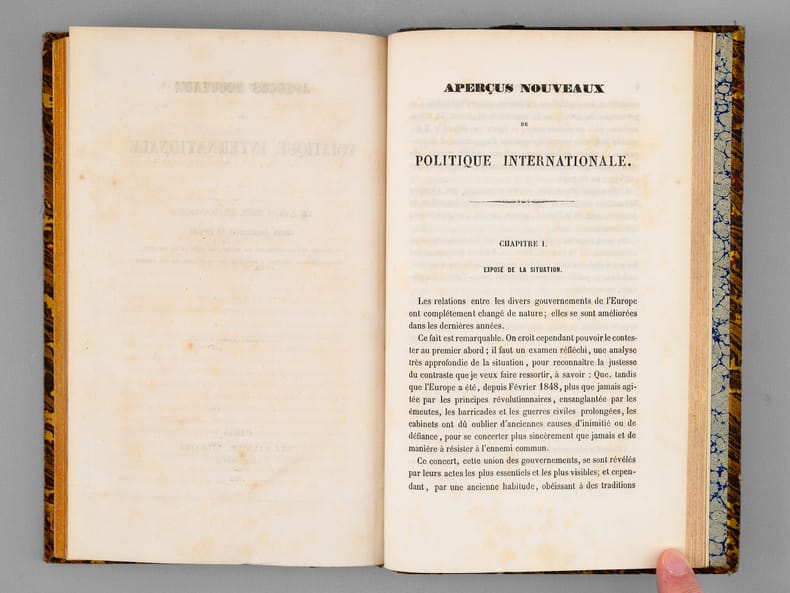 APERÇUS NOUVEAUX
DE
POLITIQUE INTERNATIONALE.
CHAPITRE I.
EXPOSÉ DE LA SITUATION.
Les relations entre les divers gouvernements de l'Europe
ont complétement changé de nature; elles se sont améliorées
dans les dernières années.
Ce fait est remarquable. On croit cependant pouvoir le contes-
ter au premier abord; il faut un examen réfléchi, une analyse
très approfondie de la situation, pour reconnaître la justesse
du contraste que je veux faire ressortir, à savoir : Que, tandis
que l'Europe a été, depuis Février 1848, plus que jamais agi-
tée par les principes révolutionnaires, ensanglantée par les
émeutes, les barricades et les guerres civiles prolongées, les
cabinets ont dû oublier d'anciennes causes d'inimitié ou de
défiance, pour se concerter plus sincèrement que jamais et de
manière à résister à l'ennemi commun.
Ce concert, cette union des gouvernements, se sont révélés
par leurs actes les plus essentiels et les plus visibles; et cepen-
dant, par une ancienne habitude, obéissant à des traditions